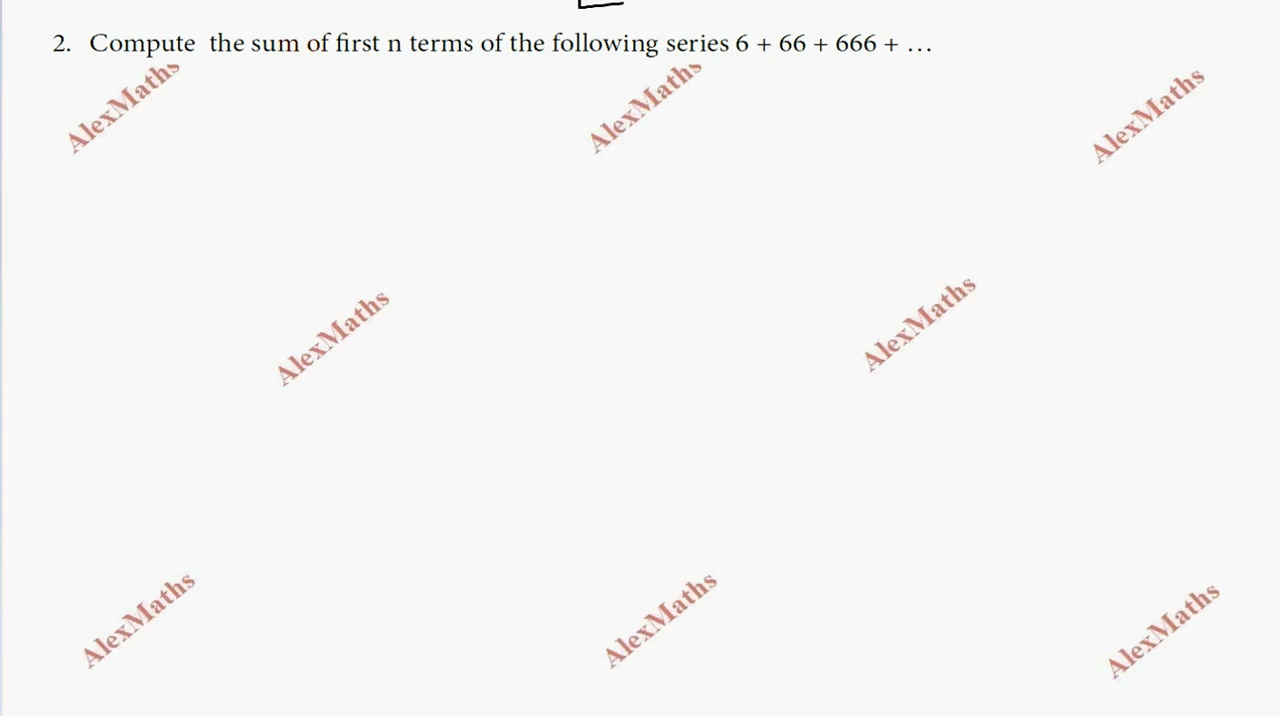 2. Compute the sum of first n terms of the following series 6 + 66 + 666 + …
AlexMaths
AlexMaths
AlexMaths
AlexMaths
AlexMaths
AlexMaths
AlexMaths
AlexMaths